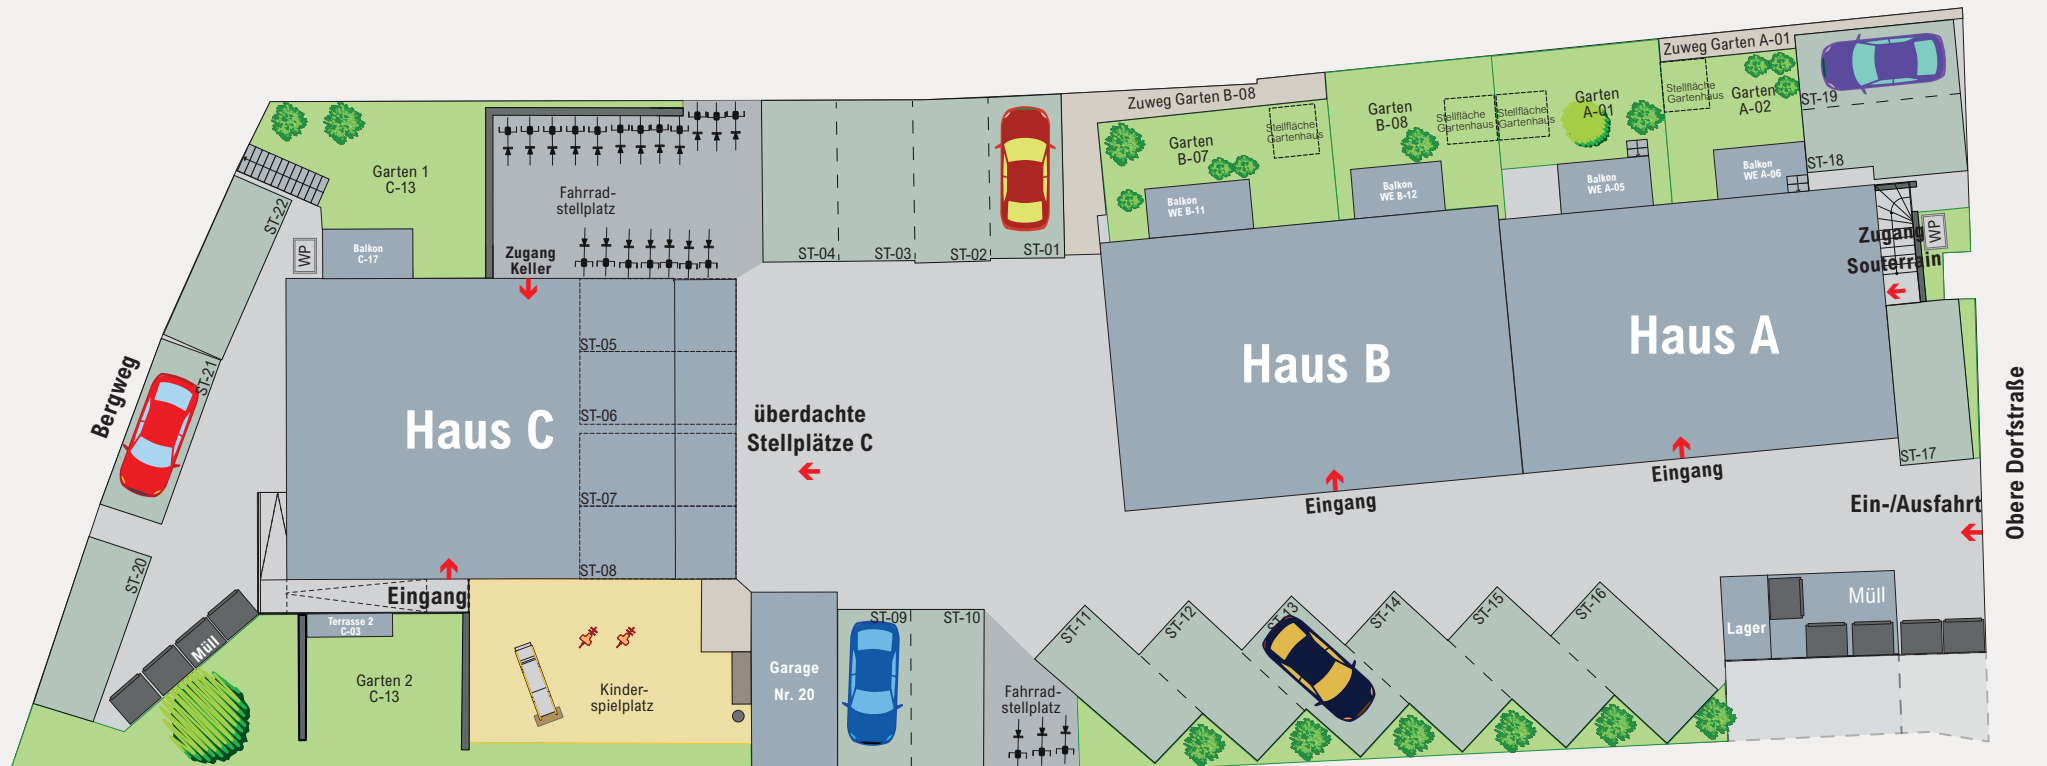 Zuweg Garten A-01
Zuweg Garten B-08
ST-19
ST-18
Garten
A-02
Stellfläche
Gartenhaus
Garten
A-01
Stellfläche
Gartenhaus
Stellfläche
Gartenhaus
Garten
B-08
Stellfläche
Gartenhaus
Garten
B-07
Balkon
WE B-11
Balkon
WE B-12
Balkon
WE A-05
Balkon
WE A-06
Garten 1
C-13
Fahrrad-
stellplatz
Zugang
Keller
ST-04
ST-03
ST-02
ST-01
ST-22
WP
Balkon
C-17
Zugang
Souterrain
WP
Bergweg
ST-21
Haus C
ST-05
ST-06
ST-07
ST-08
überdachte
Stellplätze C
Haus B
Haus A
Eingang
Eingang
ST-17
Ein-/Ausfahrt
Obere Dorfstraße
ST-20
Müll
Eingang
Terrasse 2
C-03
Garten 2
C-13
Kinder-
spielplatz
Garage
Nr. 20
ST-09
ST-10
Fahrrad-
stellplatz
ST-11
ST-12
ST-13
ST-14
ST-15
ST-16
Lager
Müll